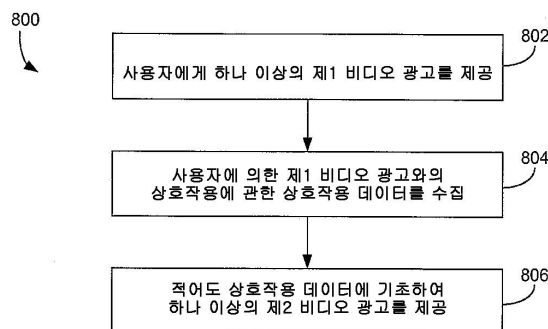 800
802
사용자에게 하나 이상의 제1 비디오 광고를 제공
804
사용자에 의한 제1 비디오 광고와의
상호작용에 관한 상호작용 데이터를 수집
806
적어도 상호작용 데이터에 기초하여
하나 이상의 제2 비디오 광고를 제공